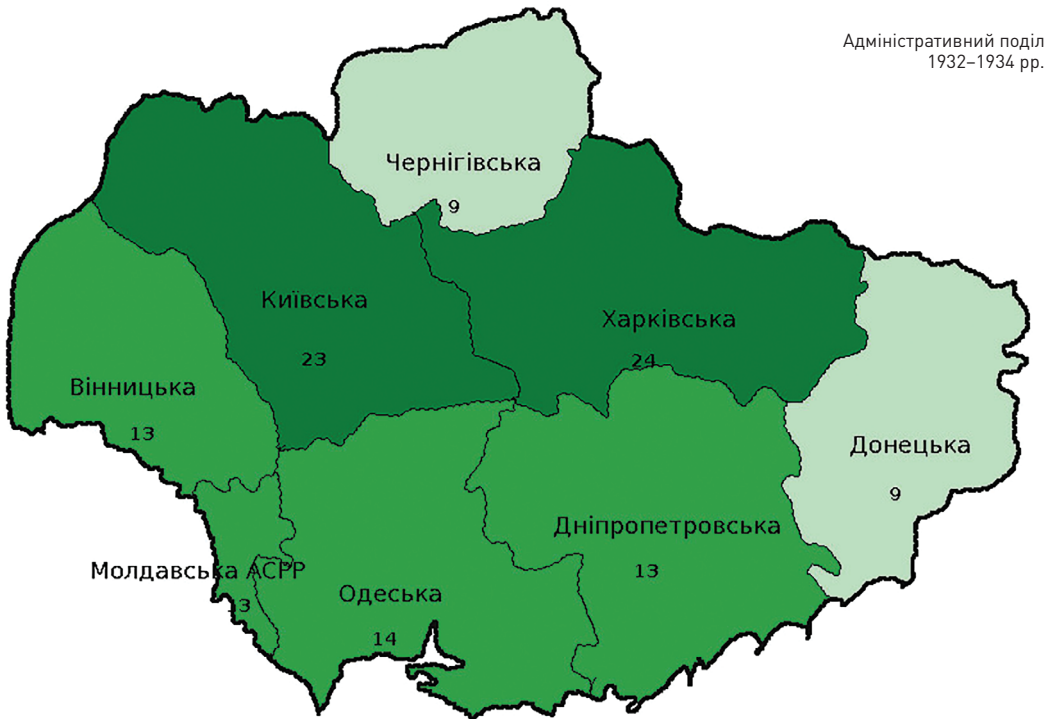 Адміністративний поділ
1932–1934 рр.
Чернігівська
9
Київська
23
Харківська
24
Вінницька
13
Донецька
9
Дніпропетровська
13
Молдавська АСРР
13
Одеська
14